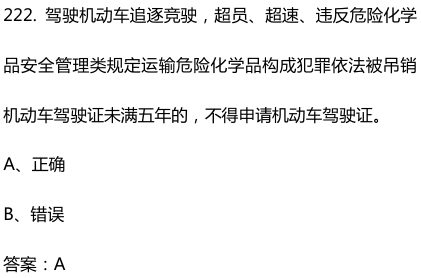 222. 驾驶机动车追逐竞驶，超员、超速、违反危险化学
品安全管理类规定运输危险化学品构成犯罪依法被吊销
机动车驾驶证未满五年的，不得申请机动车驾驶证。
A、正确
B、错误
答案：A